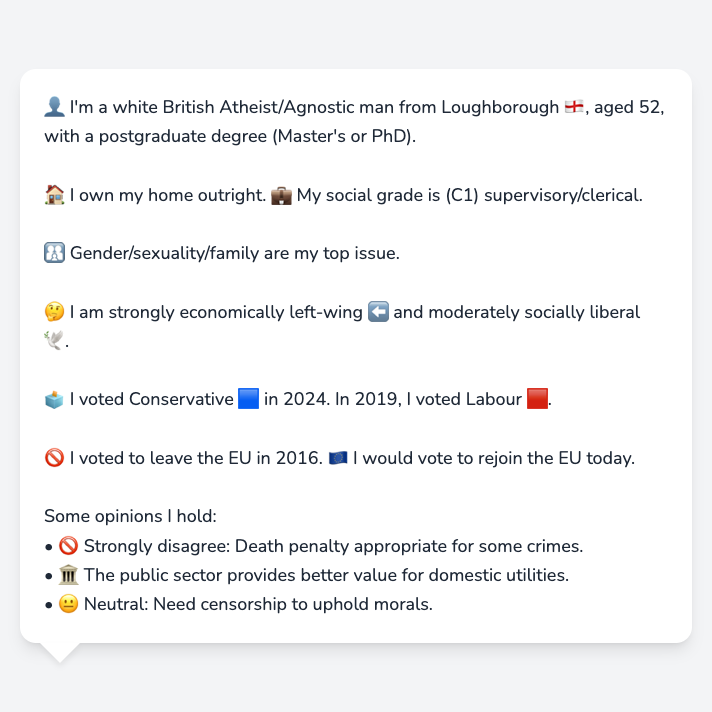 👤 I'm a white British Atheist/Agnostic man from Loughborough 🏴󠁧󠁢󠁥󠁮󠁧󠁿, aged 52,
with a postgraduate degree (Master's or PhD).
🏠 I own my home outright. 💼 My social grade is (C1) supervisory/clerical.
🚻 Gender/sexuality/family are my top issue.
🤔 I am strongly economically left-wing ⬅️ and moderately socially liberal
🕊️.
🗳️ I voted Conservative 🟦 in 2024. In 2019, I voted Labour 🟥.
🚫 I voted to leave the EU in 2016. 🇪🇺 I would vote to rejoin the EU today.
Some opinions I hold:
• 🚫 Strongly disagree: Death penalty appropriate for some crimes.
• 🏛️ The public sector provides better value for domestic utilities.
• 😐 Neutral: Need censorship to uphold morals.